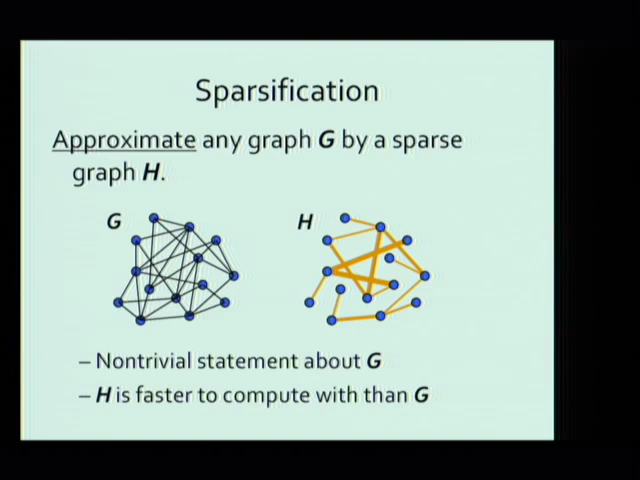 Sparsification
Approximate any graph G by a sparse
graph H.
G
H
– Nontrivial statement about G
– H is faster to compute with than G